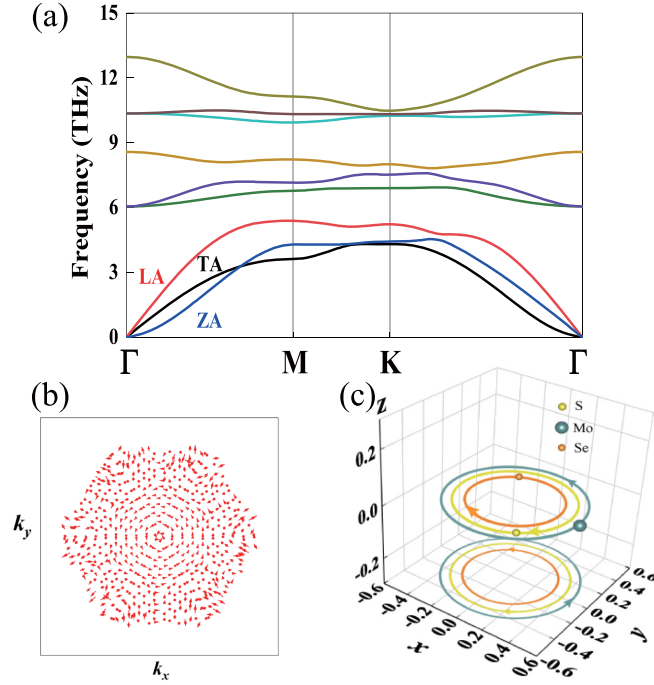 (a)
15
12
9
6
3
0
Frequency (THz)
LA
TA
ZA
Γ
M
K
Γ
(b)
k_y
k_x
(c)
z
0.2
0.0
-0.2
S
Mo
Se
-0.6
-0.4
-0.2
0.0
0.2
0.4
0.6
x
-0.6
-0.4
-0.2
0.0
0.2
0.4
0.6
y